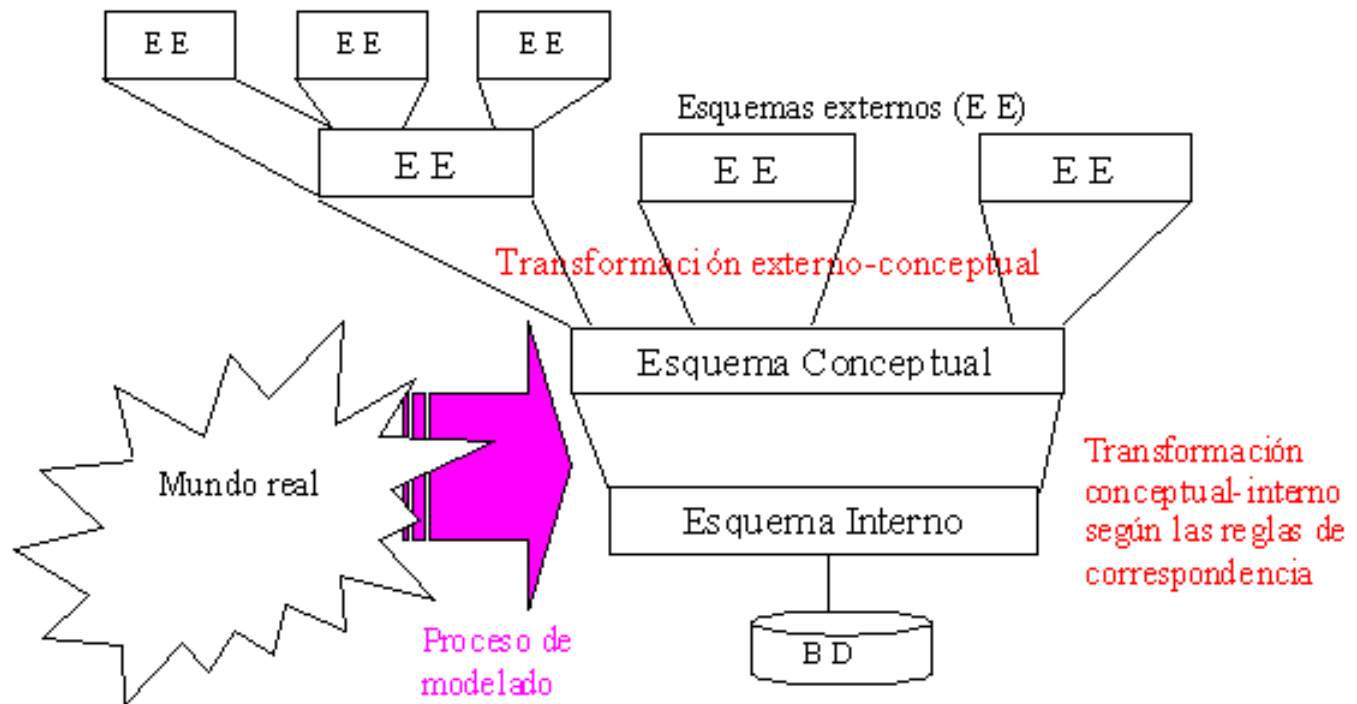 E E
E E
E E
Esquemas externos (E E)
E E
E E
E E
Transformación externo-conceptual
Esquema Conceptual
Mundo real
Transformación
conceptual-interno
según las reglas de
correspondencia
Esquema Interno
Proceso de
modelado
B D